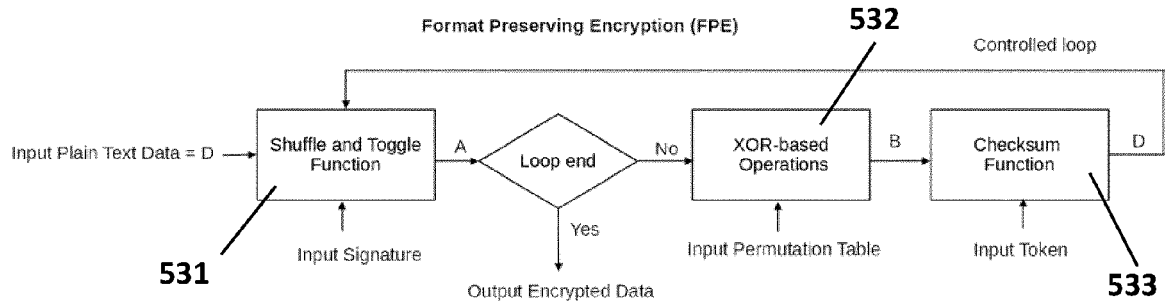 Format Preserving Encryption (FPE)
532
Controlled loop
Input Plain Text Data = D
Shuffle and Toggle
Function
A
Loop end
No
XOR-based
Operations
B
Checksum
Function
D
Yes
Input Signature
Input Permutation Table
Input Token
531
533
Output Encrypted Data